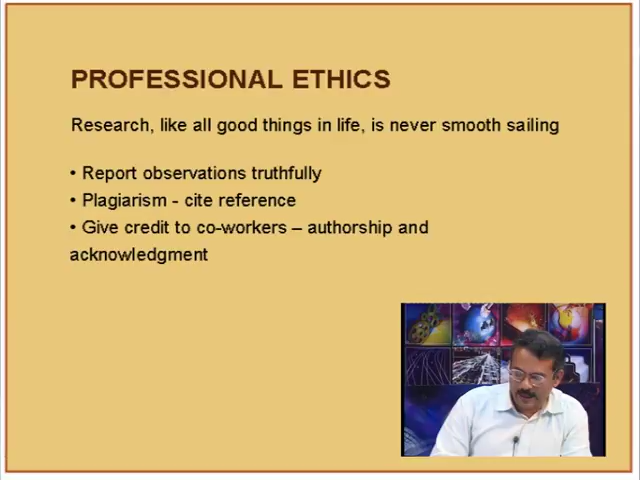 PROFESSIONAL ETHICS
Research, like all good things in life, is never smooth sailing
• Report observations truthfully
• Plagiarism - cite reference
• Give credit to co-workers – authorship and
acknowledgment